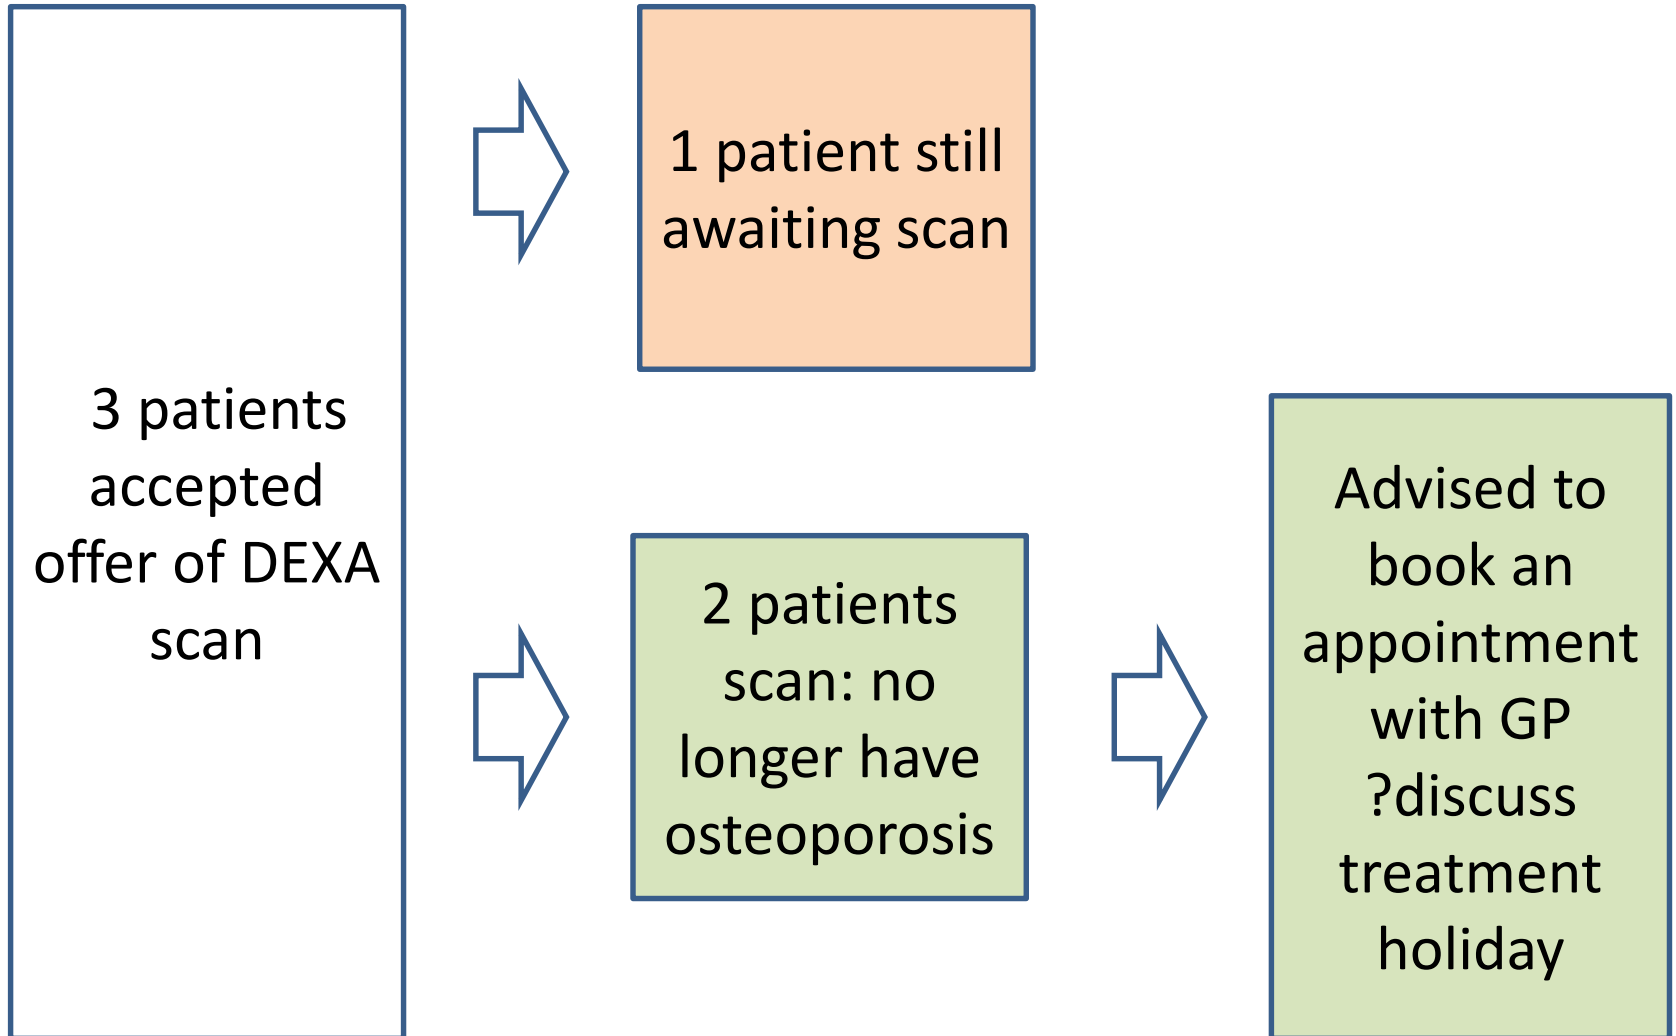 3 patients
accepted
offer of DEXA
scan
1 patient still
awaiting scan
2 patients
scan: no
longer have
osteoporosis
Advised to
book an
appointment
with GP
?discuss
treatment
holiday